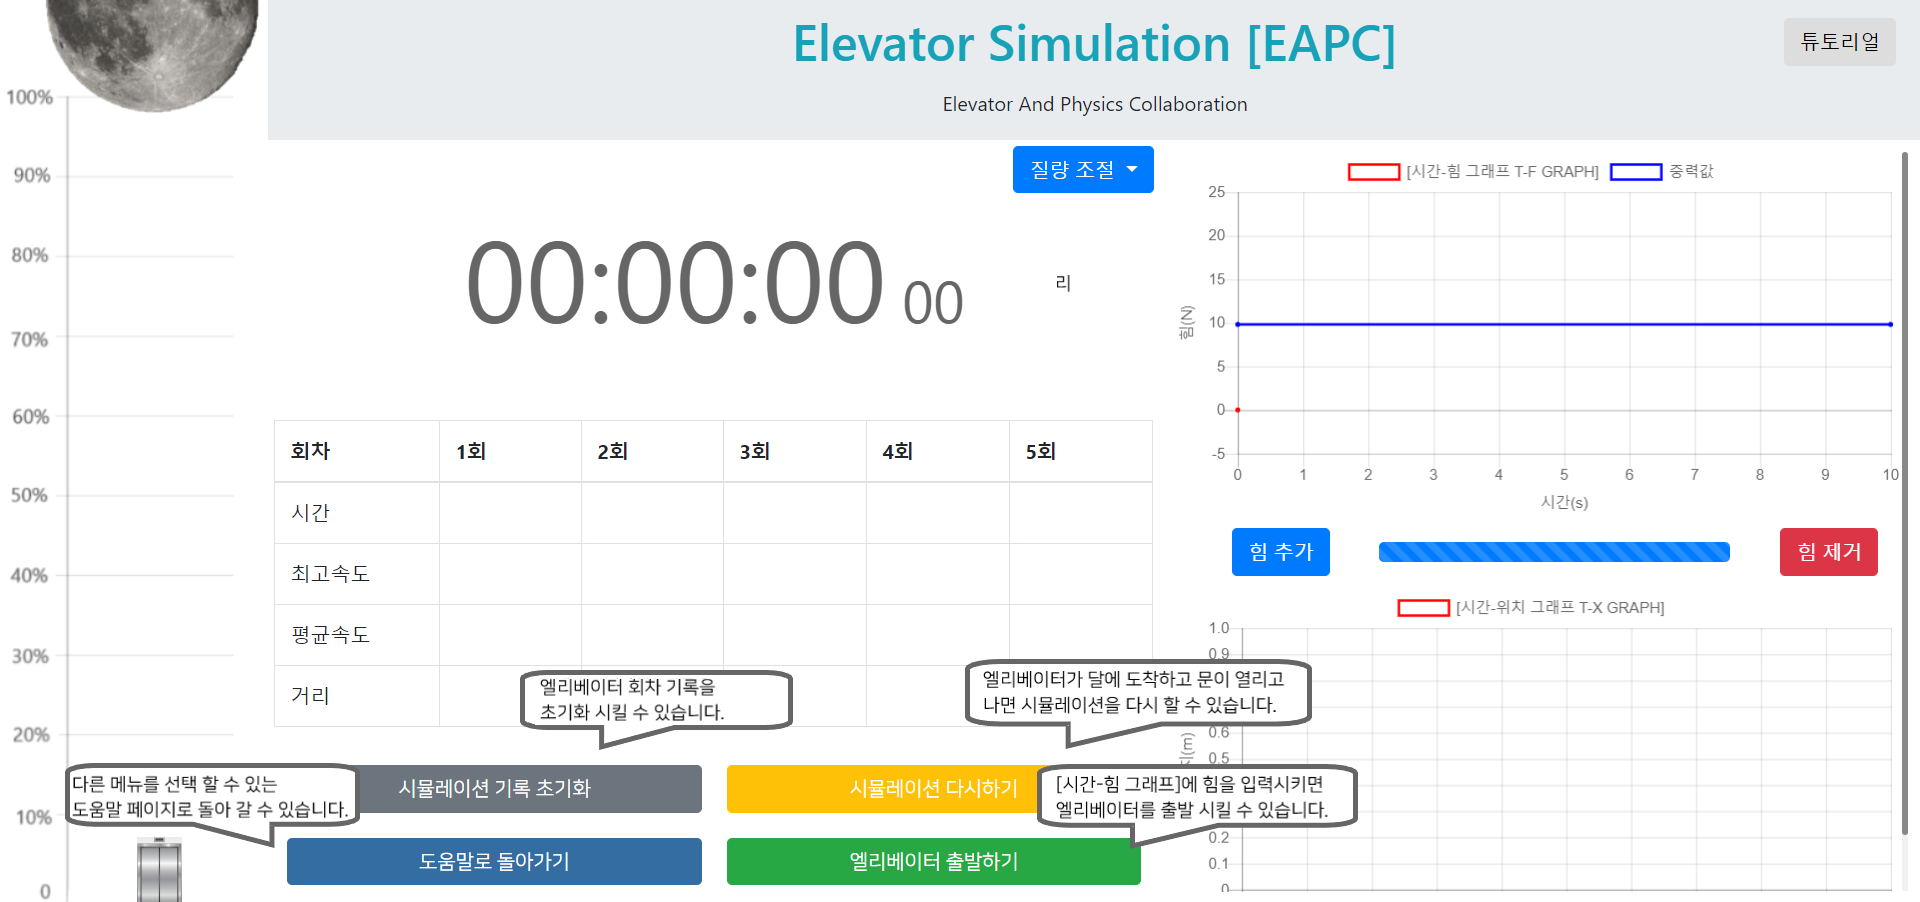 Elevator Simulation [EAPC]
Elevator And Physics Collaboration
튜토리얼
100%
90%
80%
70%
60%
50%
40%
30%
20%
10%
0
질량 조절
00:00:00 00
리
회차 1회 2회 3회 4회 5회
시간
최고속도
평균속도
거리
엘리베이터 회차 기록을
초기화 시킬 수 있습니다.
엘리베이터가 달에 도착하고 문이 열리고
나면 시뮬레이션을 다시 할 수 있습니다.
다른 메뉴를 선택 할 수 있는
도움말 페이지로 돌아 갈 수 있습니다.
시뮬레이션 기록 초기화
시뮬레이션 다시하기
[시간-힘 그래프]에 힘을 입력시키면
엘리베이터를 출발 시킬 수 있습니다.
도움말로 돌아가기
엘리베이터 출발하기
[시간-힘 그래프 T-F GRAPH] 중력값
힘(N)
25
20
15
10
5
0
-5
0 1 2 3 4 5 6 7 8 9 10
시간(s)
힘 추가
힘 제거
[시간-위치 그래프 T-X GRAPH]
1.0
0.9
0.6
0.5
0.2
0.1
0
(m)